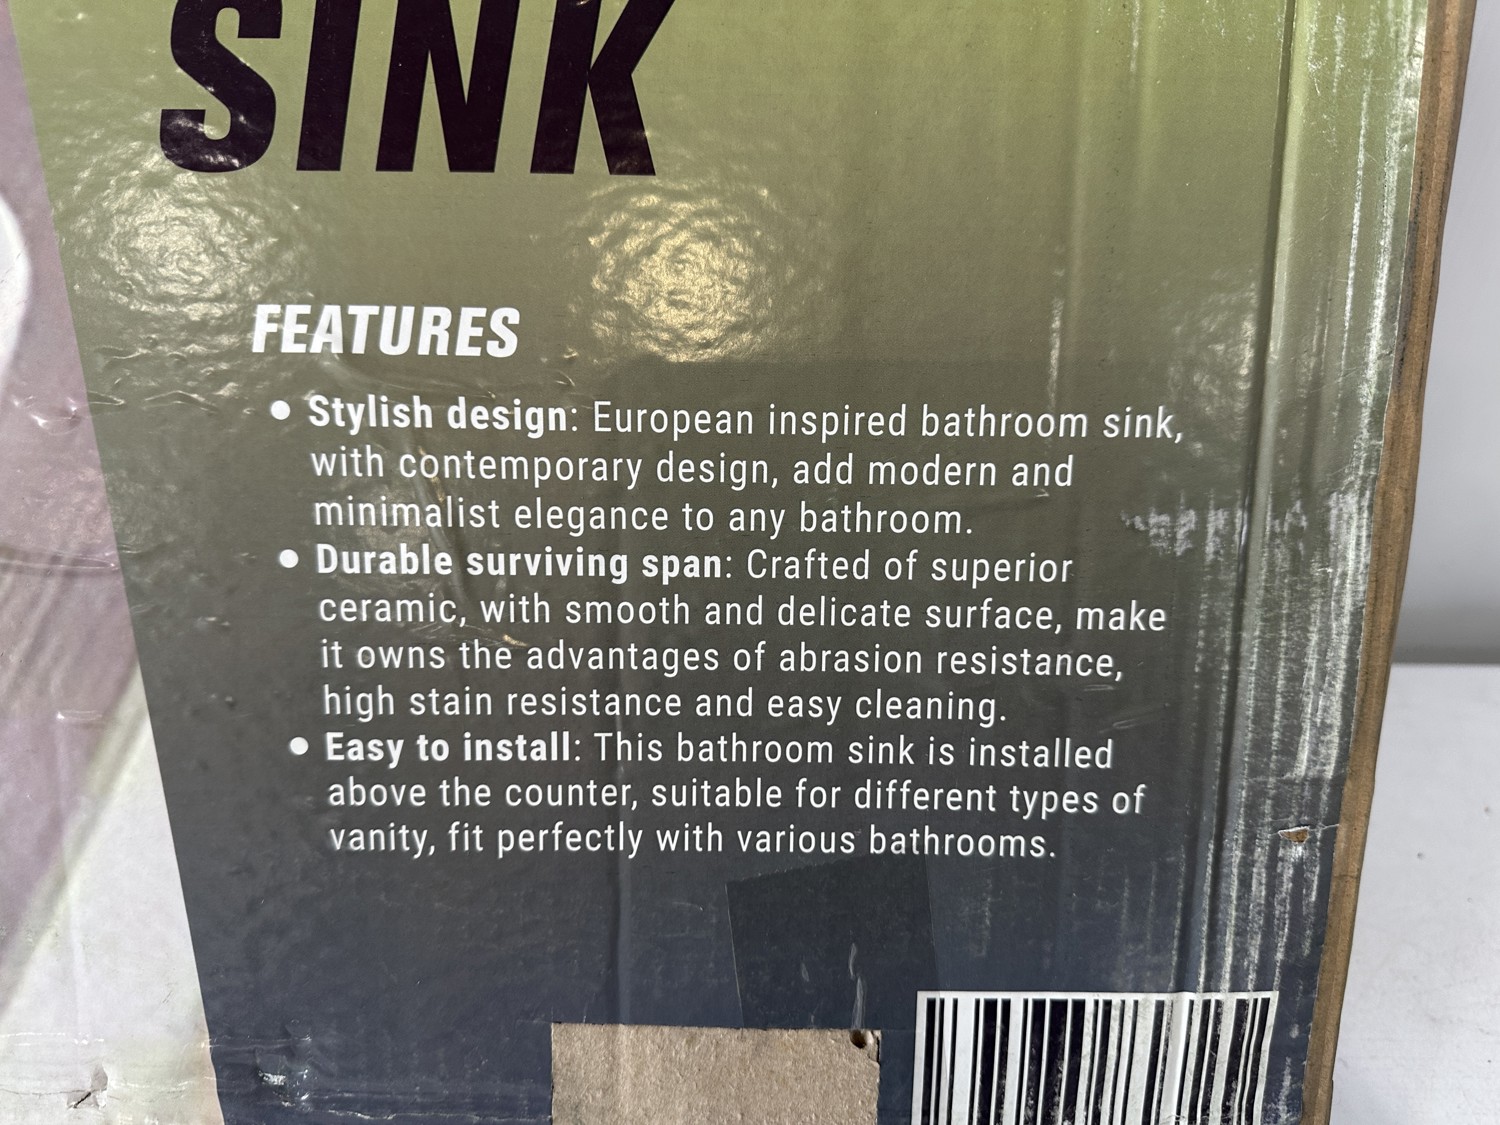 SINK
FEATURES
• Stylish design: European inspired bathroom sink,
with contemporary design, add modern and
minimalist elegance to any bathroom.
• Durable surviving span: Crafted of superior
ceramic, with smooth and delicate surface, make
it owns the advantages of abrasion resistance,
high stain resistance and easy cleaning.
• Easy to install: This bathroom sink is installed
above the counter, suitable for different types of
vanity, fit perfectly with various bathrooms.